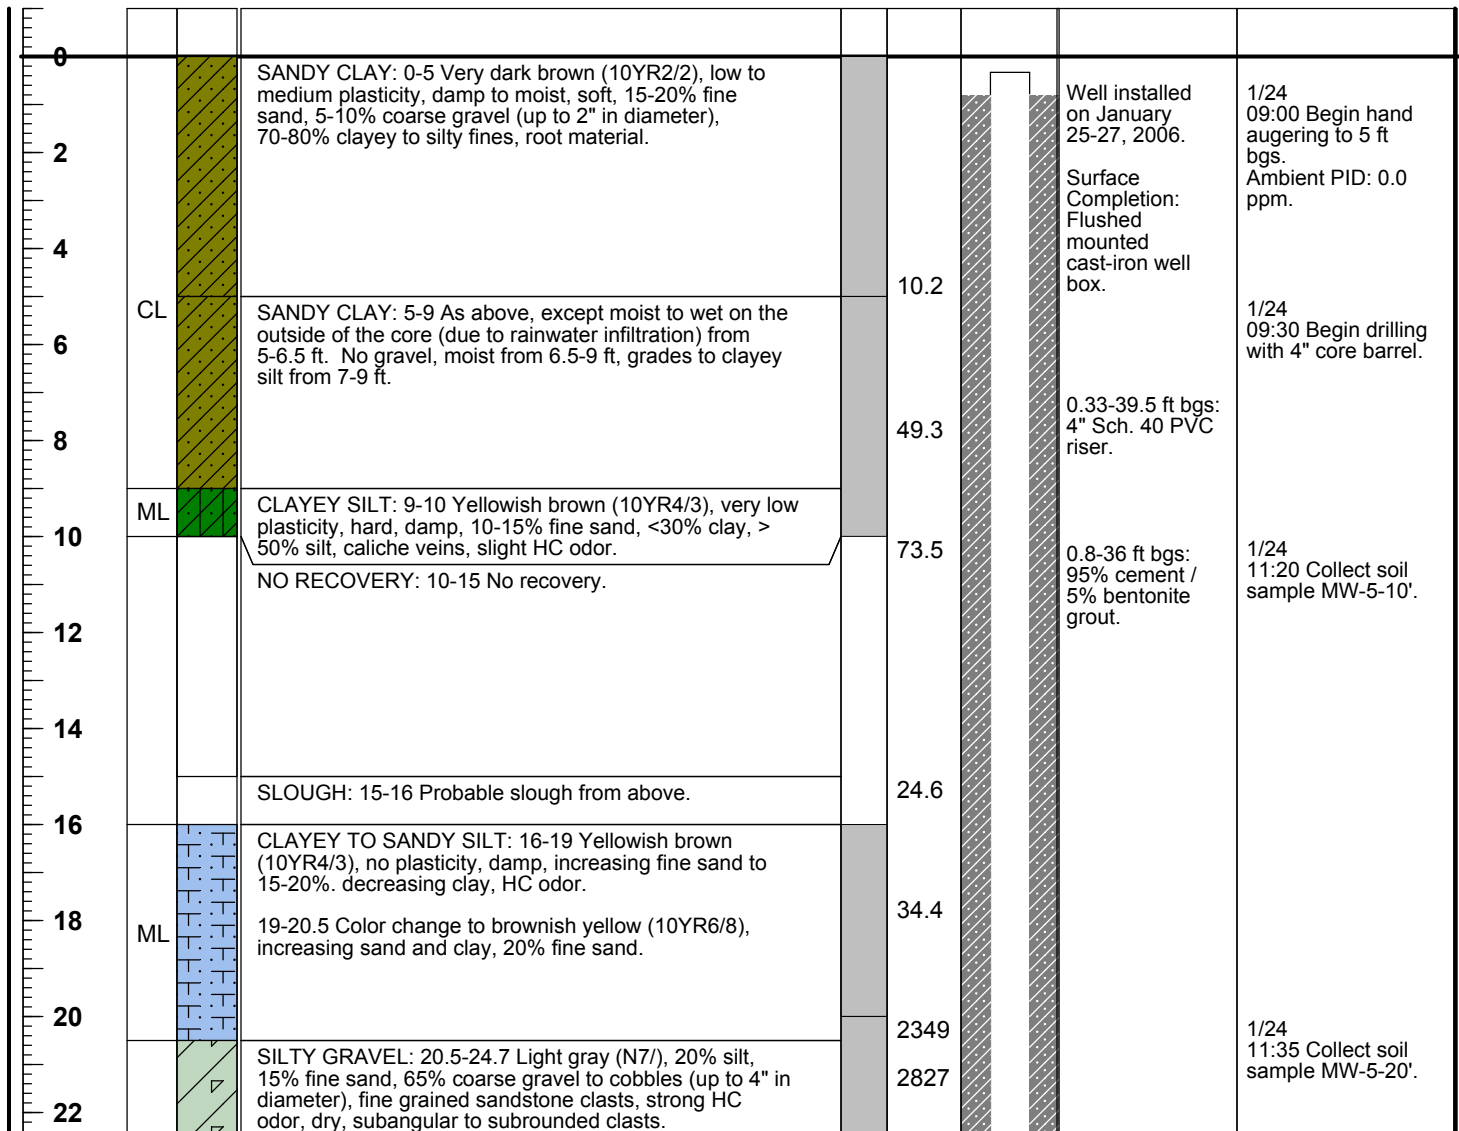 0
SANDY CLAY: 0-5 Very dark brown (10YR2/2), low to
medium plasticity, damp to moist, soft, 15-20% fine
sand, 5-10% coarse gravel (up to 2" in diameter),
70-80% clayey to silty fines, root material.
Well installed
on January
25-27, 2006.
Surface
Completion:
Flushed
mounted
cast-iron well
box.
1/24
09:00 Begin hand
augering to 5 ft
bgs.
Ambient PID: 0.0
ppm.
2
4
10.2
CL
SANDY CLAY: 5-9 As above, except moist to wet on the
outside of the core (due to rainwater infiltration) from
5-6.5 ft. No gravel, moist from 6.5-9 ft, grades to clayey
silt from 7-9 ft.
1/24
09:30 Begin drilling
with 4" core barrel.
6
0.33-39.5 ft bgs:
4" Sch. 40 PVC
riser.
8
49.3
ML
CLAYEY SILT: 9-10 Yellowish brown (10YR4/3), very low
plasticity, hard, damp, 10-15% fine sand, <30% clay, >
50% silt, caliche veins, slight HC odor.
10
73.5
0.8-36 ft bgs:
95% cement /
5% bentonite
grout.
1/24
11:20 Collect soil
sample MW-5-10'.
NO RECOVERY: 10-15 No recovery.
12
14
SLOUGH: 15-16 Probable slough from above.
24.6
16
CLAYEY TO SANDY SILT: 16-19 Yellowish brown
(10YR4/3), no plasticity, damp, increasing fine sand to
15-20%. decreasing clay, HC odor.
34.4
18
ML
19-20.5 Color change to brownish yellow (10YR6/8),
increasing sand and clay, 20% fine sand.
20
2349
1/24
11:35 Collect soil
sample MW-5-20'.
SILTY GRAVEL: 20.5-24.7 Light gray (N7/), 20% silt,
15% fine sand, 65% coarse gravel to cobbles (up to 4" in
diameter), fine grained sandstone clasts, strong HC
odor, dry, subangular to subrounded clasts.
2827
22